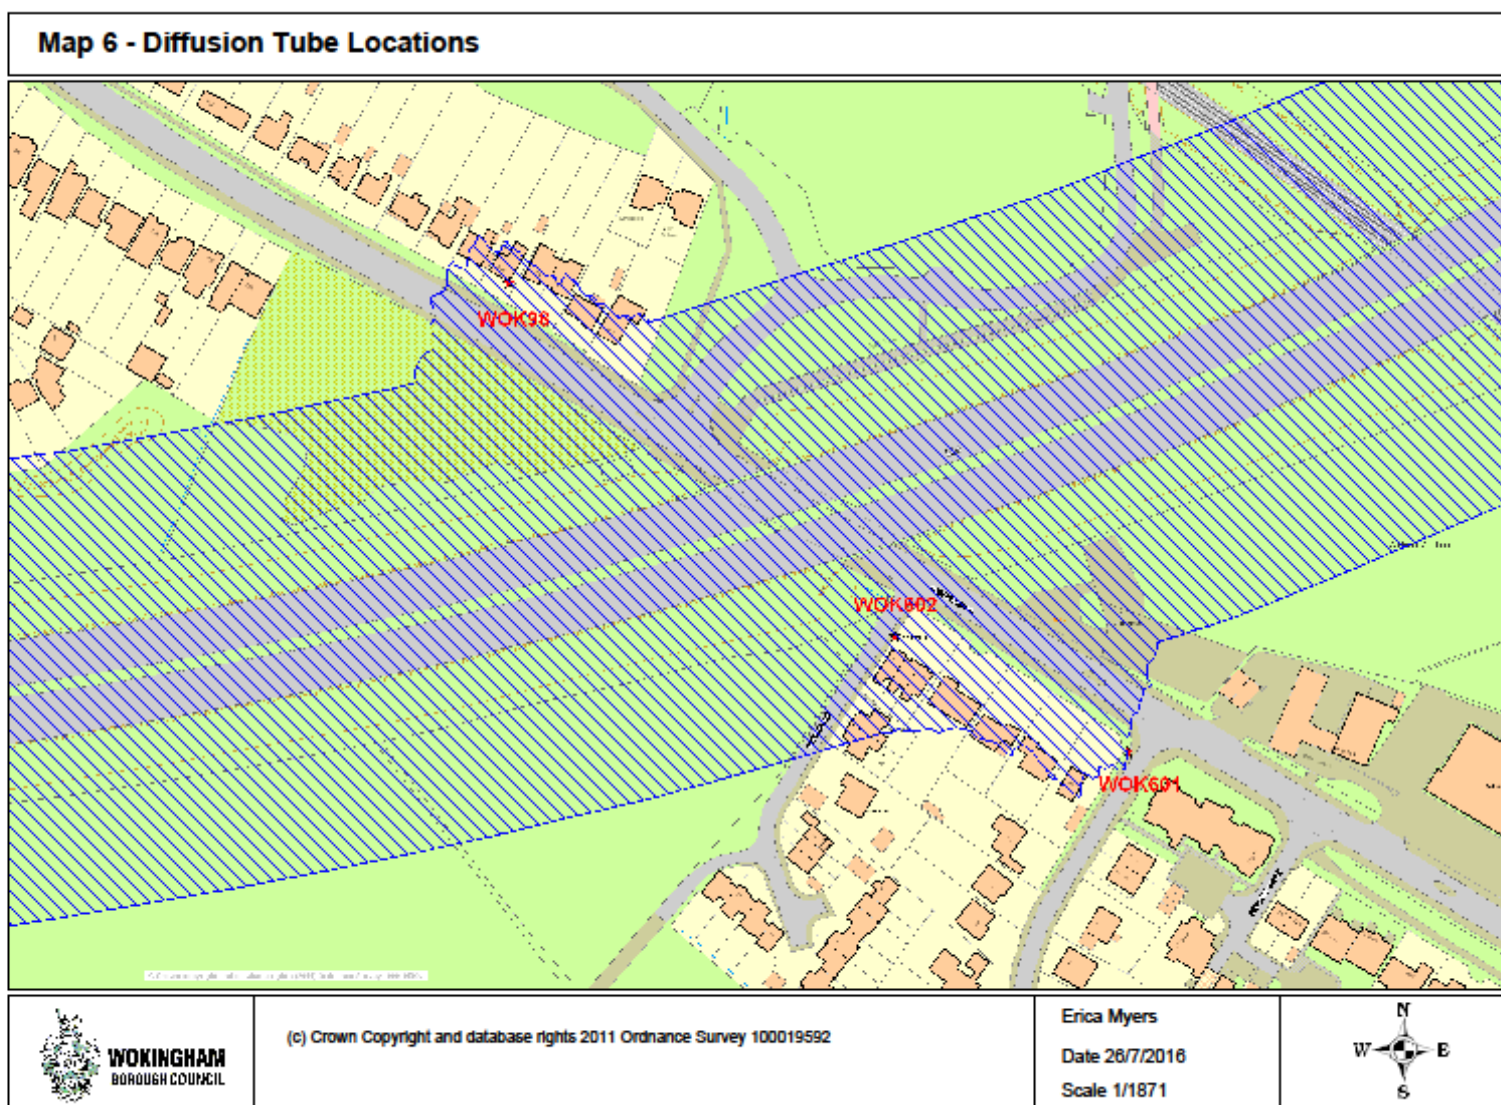 Map 6 - Diffusion Tube Locations
WOK98
WOK602
WOK601
WOKINGHAM
BOROUGH COUNCIL
(c) Crown Copyright and database rights 2011 Ordnance Survey 100019592
Erica Myers
Date 26/7/2016
Scale 1/1871
N
W E
S